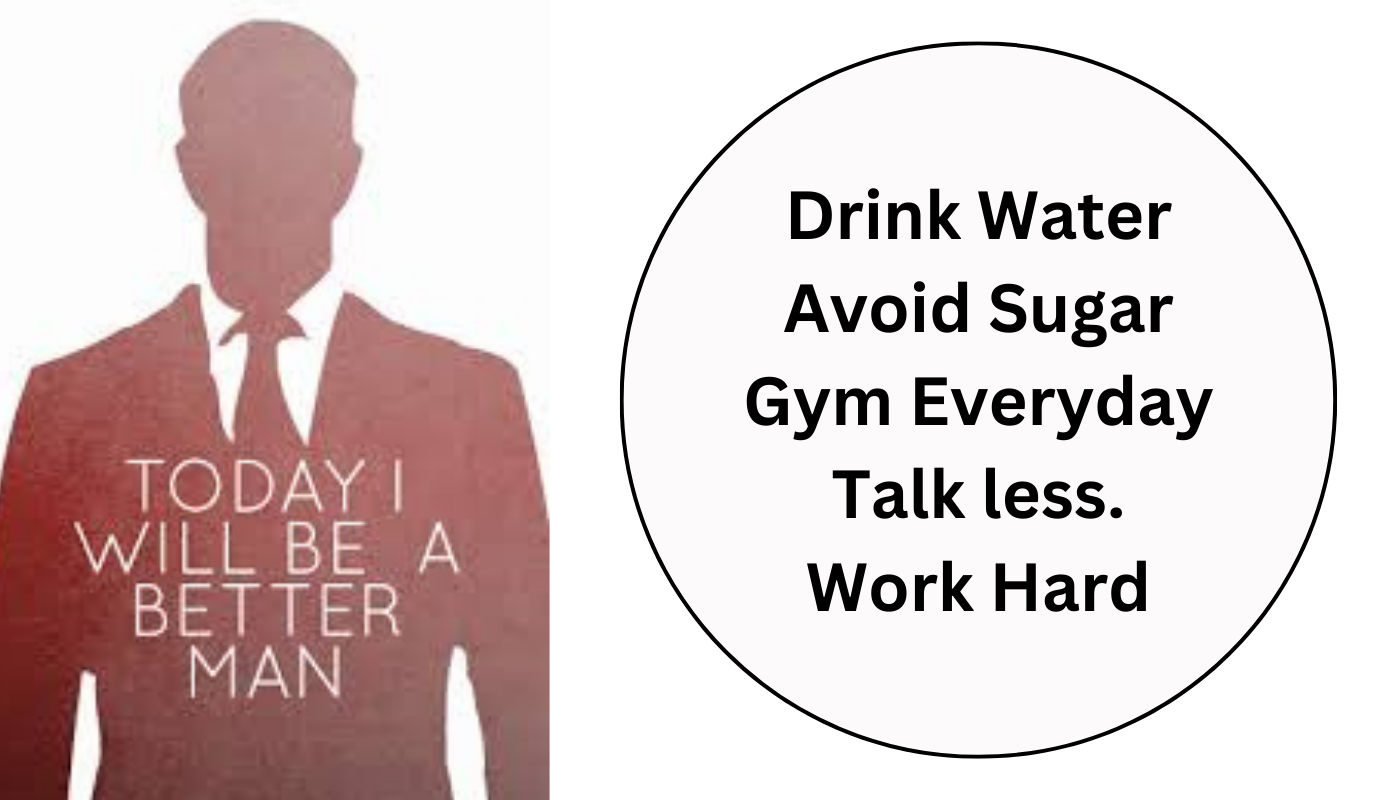 TODAY I
WILL BE A
BETTER
MAN
Drink Water
Avoid Sugar
Gym Everyday
Talk less.
Work Hard